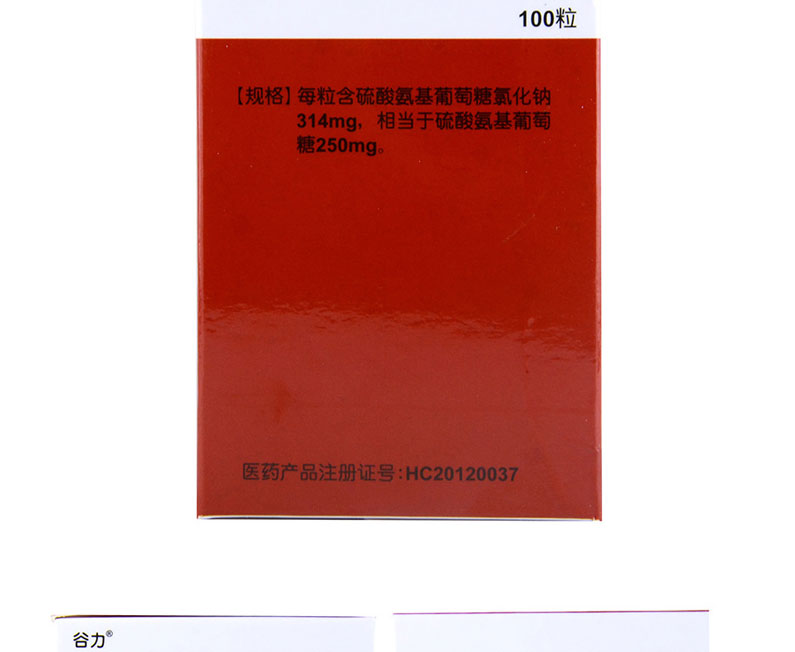 100粒
【规格】每粒含硫酸氨基葡萄糖氯化钠
314mg，相当于硫酸氨基葡萄
糖250mg。
医药产品注册证号:HC20120037
谷力®